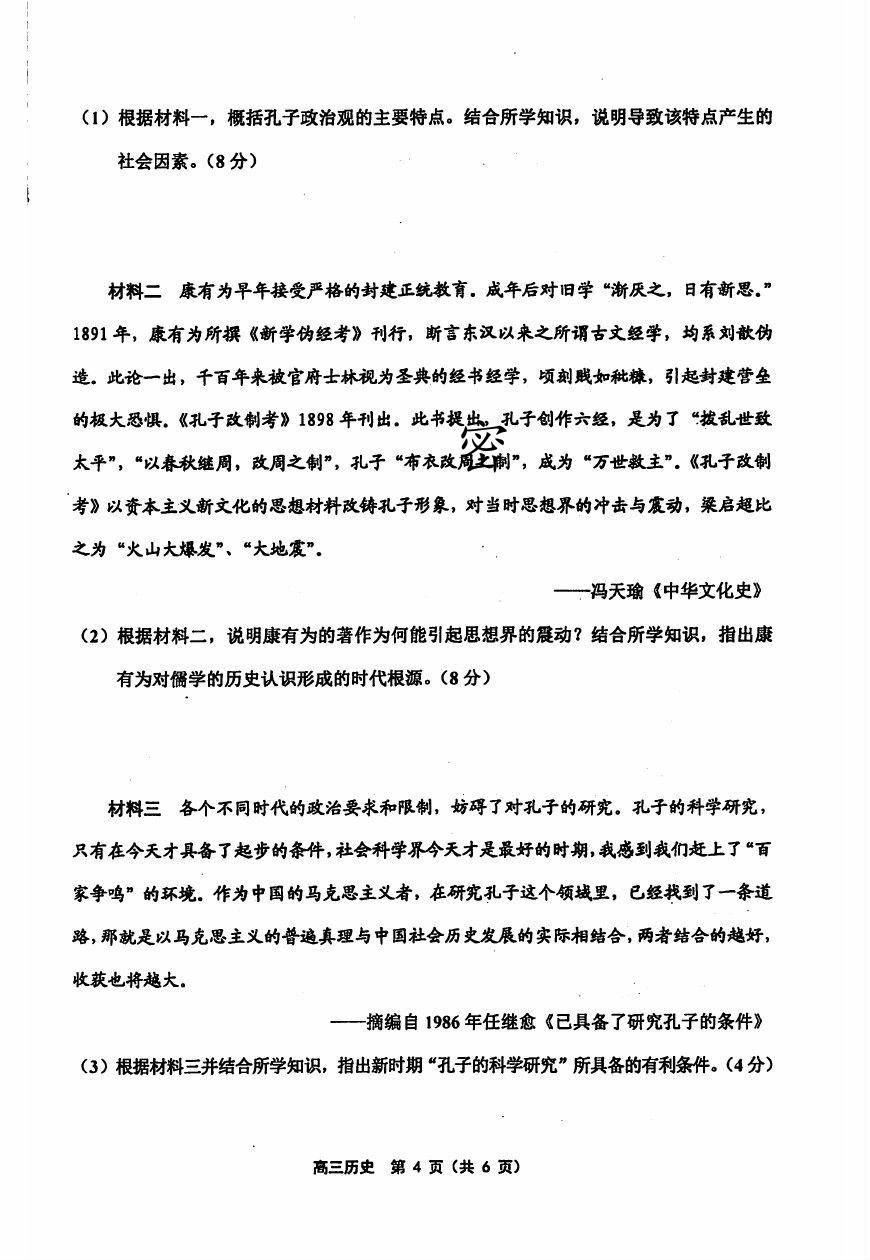 （1）根据材料一，概括孔子政治观的主要特点。结合所学知识，说明导致该特点产生的
社会因素。（8 分）
材料二 康有为早年接受严格的封建正统教育。成年后对旧学“渐厌之，日有新思。”
1891 年，康有为所撰《新学伪经考》刊行，断言东汉以来之所谓古文经学，均系刘歆伪
造。此论一出，千百年来被官府士林视为圣典的经书经学，顷刻贱如秕糠，引起封建营垒
的极大恐惧。《孔子改制考》1898 年刊出。此书提出，孔子创作六经，是为了“拨乱世致
太平”，“以春秋继周，改周之制”，孔子“布衣改周之制”，成为“万世教主”。《孔子改制
考》以资本主义新文化的思想材料改铸孔子形象，对当时思想界的冲击与震动，梁启超比
之为“火山大爆发”、“大地震”。
——冯天瑜《中华文化史》
（2）根据材料二，说明康有为的著作为何能引起思想界的震动？结合所学知识，指出康
有为对儒学的历史认识形成的时代根源。（8 分）
材料三 各个不同时代的政治要求和限制，妨碍了对孔子的研究。孔子的科学研究，
只有在今天才具备了起步的条件，社会科学界今天才是最好的时期，我感到我们赶上了“百
家争鸣”的环境。作为中国的马克思主义者，在研究孔子这个领域里，已经找到了一条道
路，那就是以马克思主义的普遍真理与中国社会历史发展的实际相结合，两者结合的越好，
收获也将越大。
——摘编自 1986 年任继愈《已具备了研究孔子的条件》
（3）根据材料三并结合所学知识，指出新时期“孔子的科学研究”所具备的有利条件。（4 分）
高三历史 第 4 页（共 6 页）
密